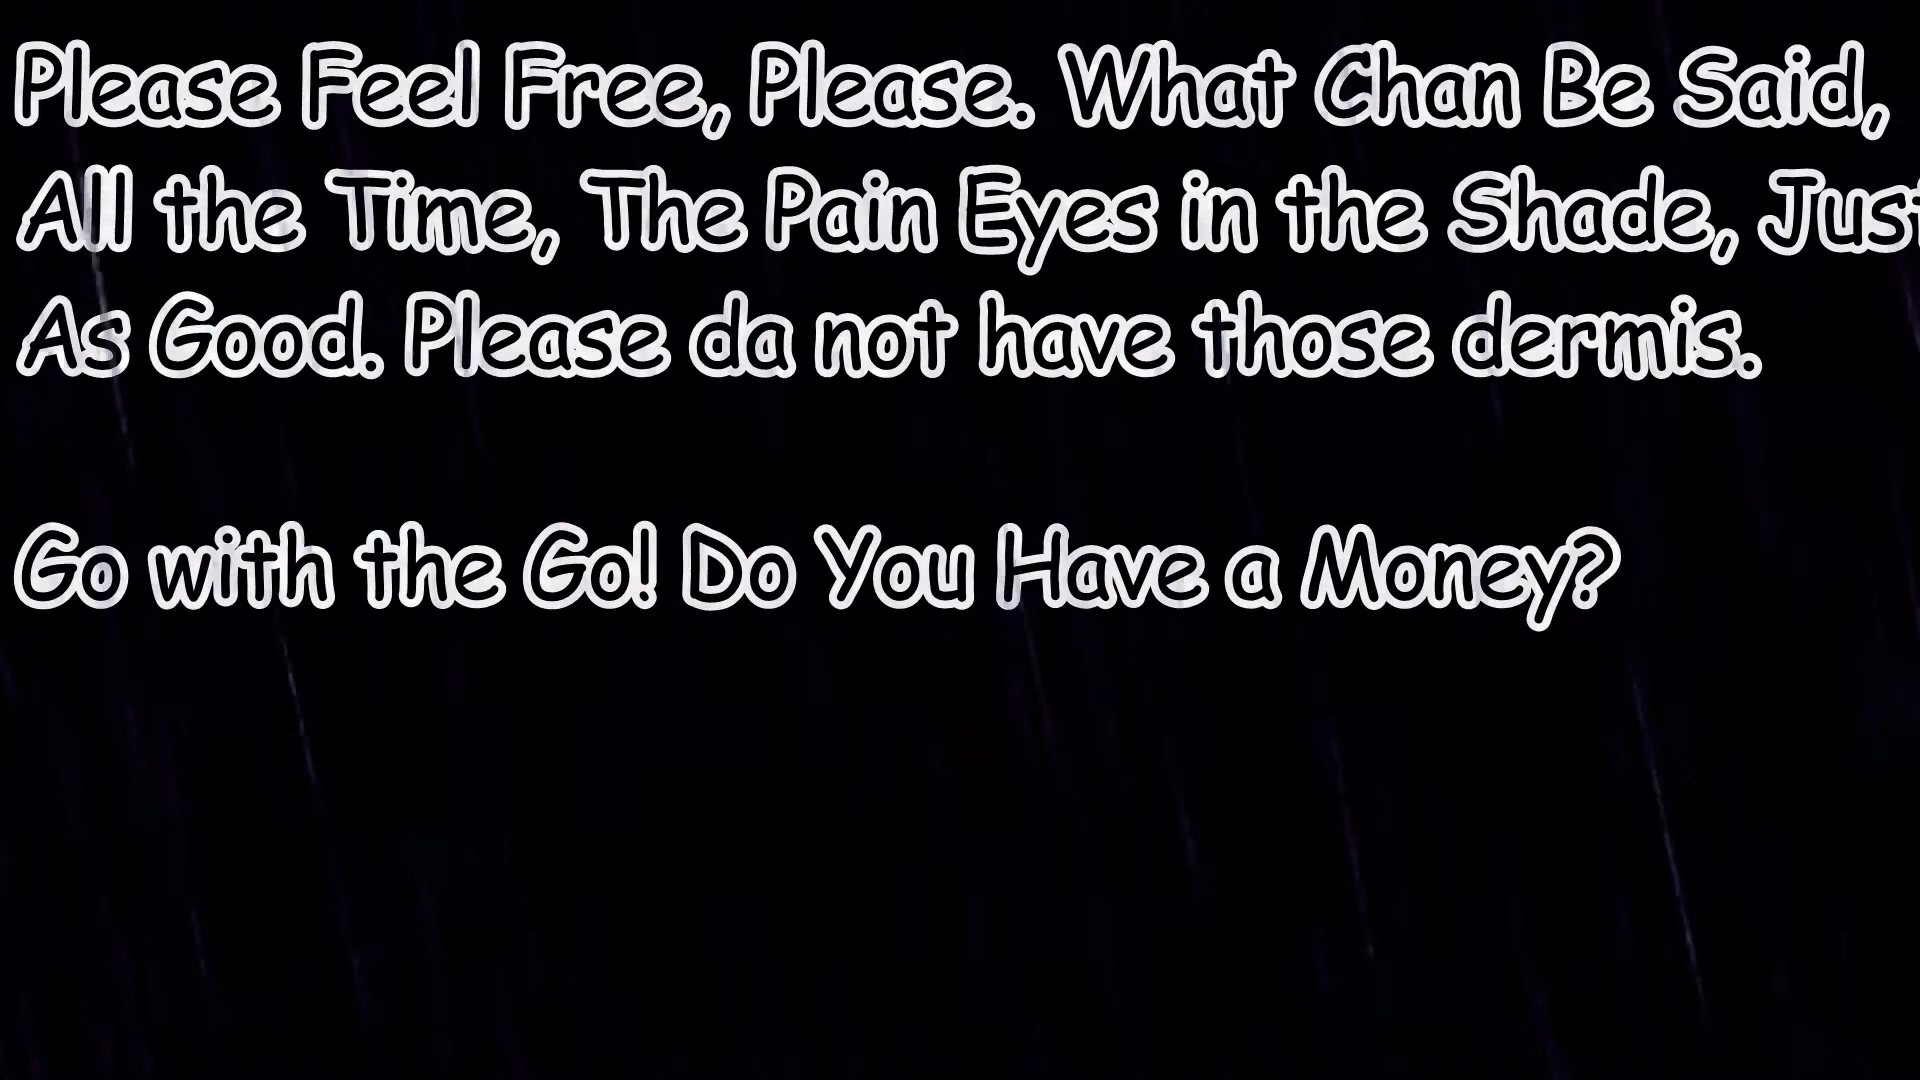 Please Feel Free, Please. What Chan Be Said,
All the Time, The Pain Eyes in the Shade, Just
As Good. Please da not have those dermis.
Go with the Go! Do You Have a Money?